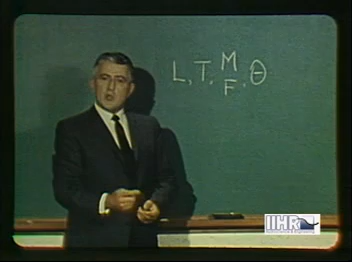 L, T, M/F, θ
IIHR